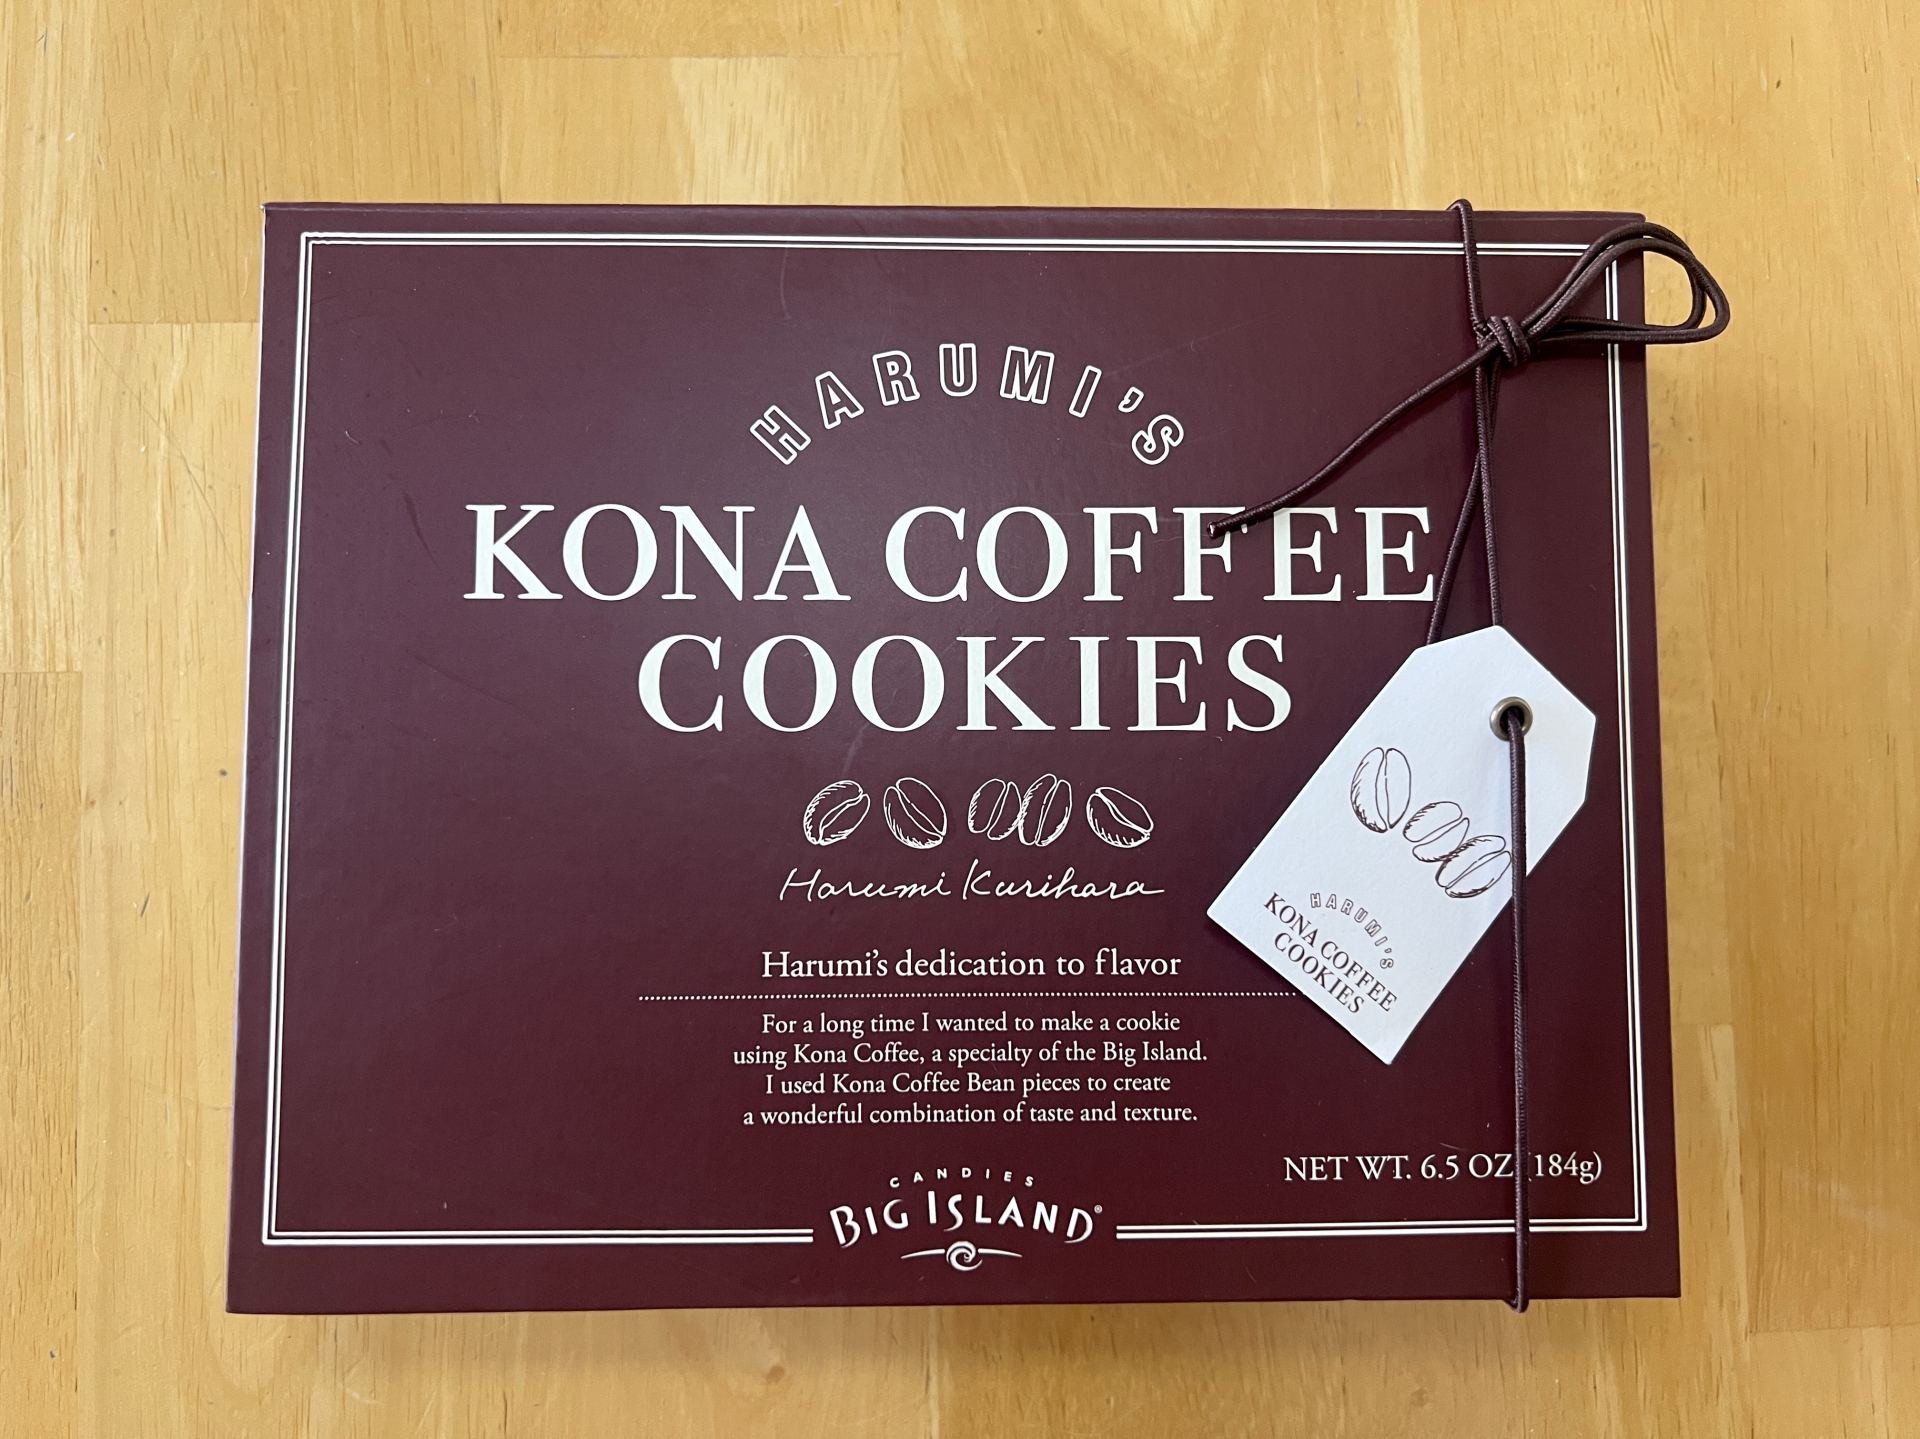 HARUMI'S
KONA COFFEE
COOKIES
Harumi Kurihara
Harumi's dedication to flavor
For a long time I wanted to make a cookie
using Kona Coffee, a specialty of the Big Island.
I used Kona Coffee Bean pieces to create
a wonderful combination of taste and texture.
NET WT. 6.5 OZ (184g)
CANDIES
BIG ISLAND®
HARUMI'S
KONA COFFEE
COOKIES